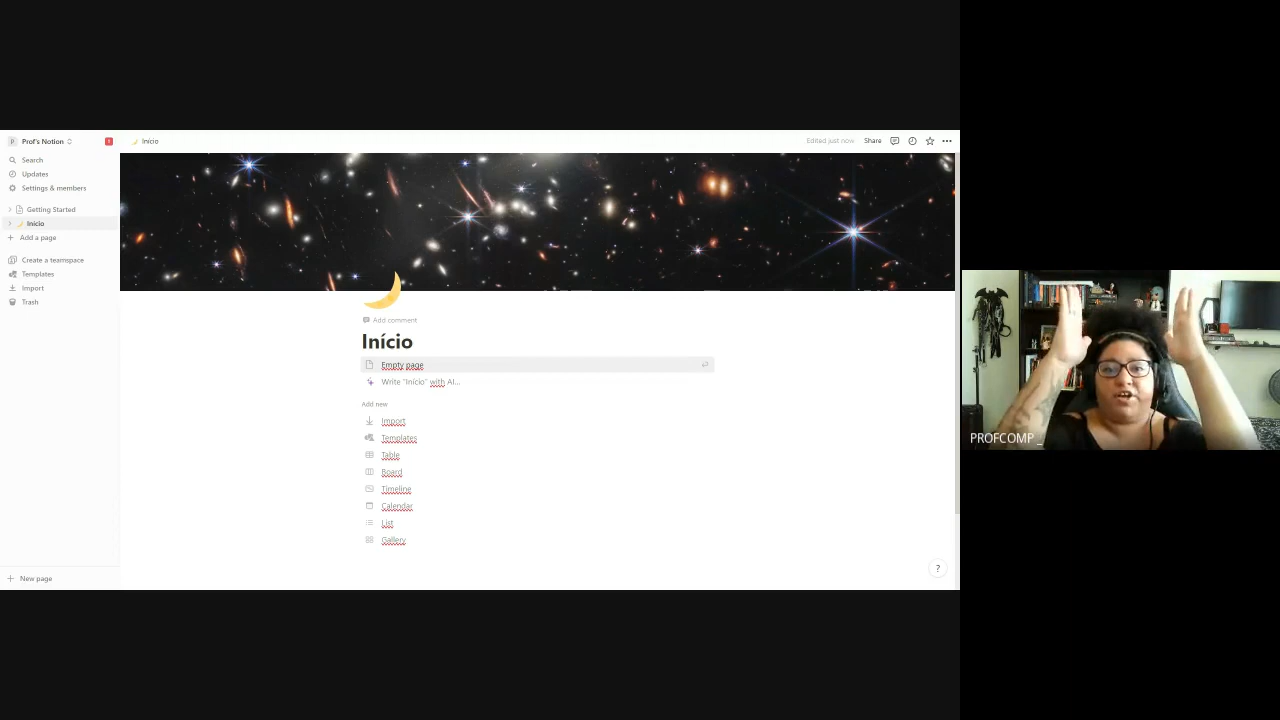 P Prof's Notion
Início
Edited just now
Share
Search
Updates
Settings & members
Getting Started
Início
Add a page
Create a teamspace
Templates
Import
Trash
Add comment
Início
Empty page
Write "Início" with AI...
Add new
Import
Templates
Table
Board
Timeline
Calendar
List
Gallery
New page
?
PROFCOMP _